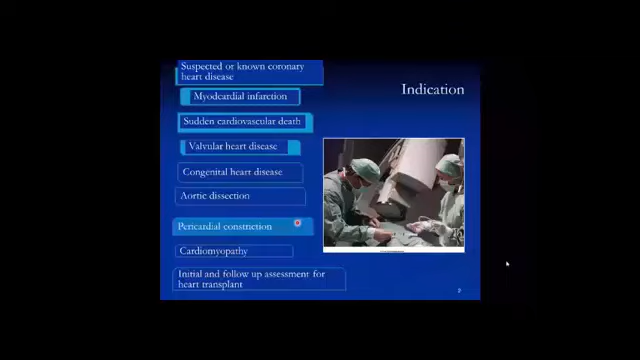 Indication
Suspected or known coronary
heart disease
Myodcardial infarction
Sudden cardiovascular death
Valvular heart disease
Congenital heart disease
Aortic dissection
Pericardial constriction
Cardiomyopathy
Initial and follow up assessment for
heart transplant